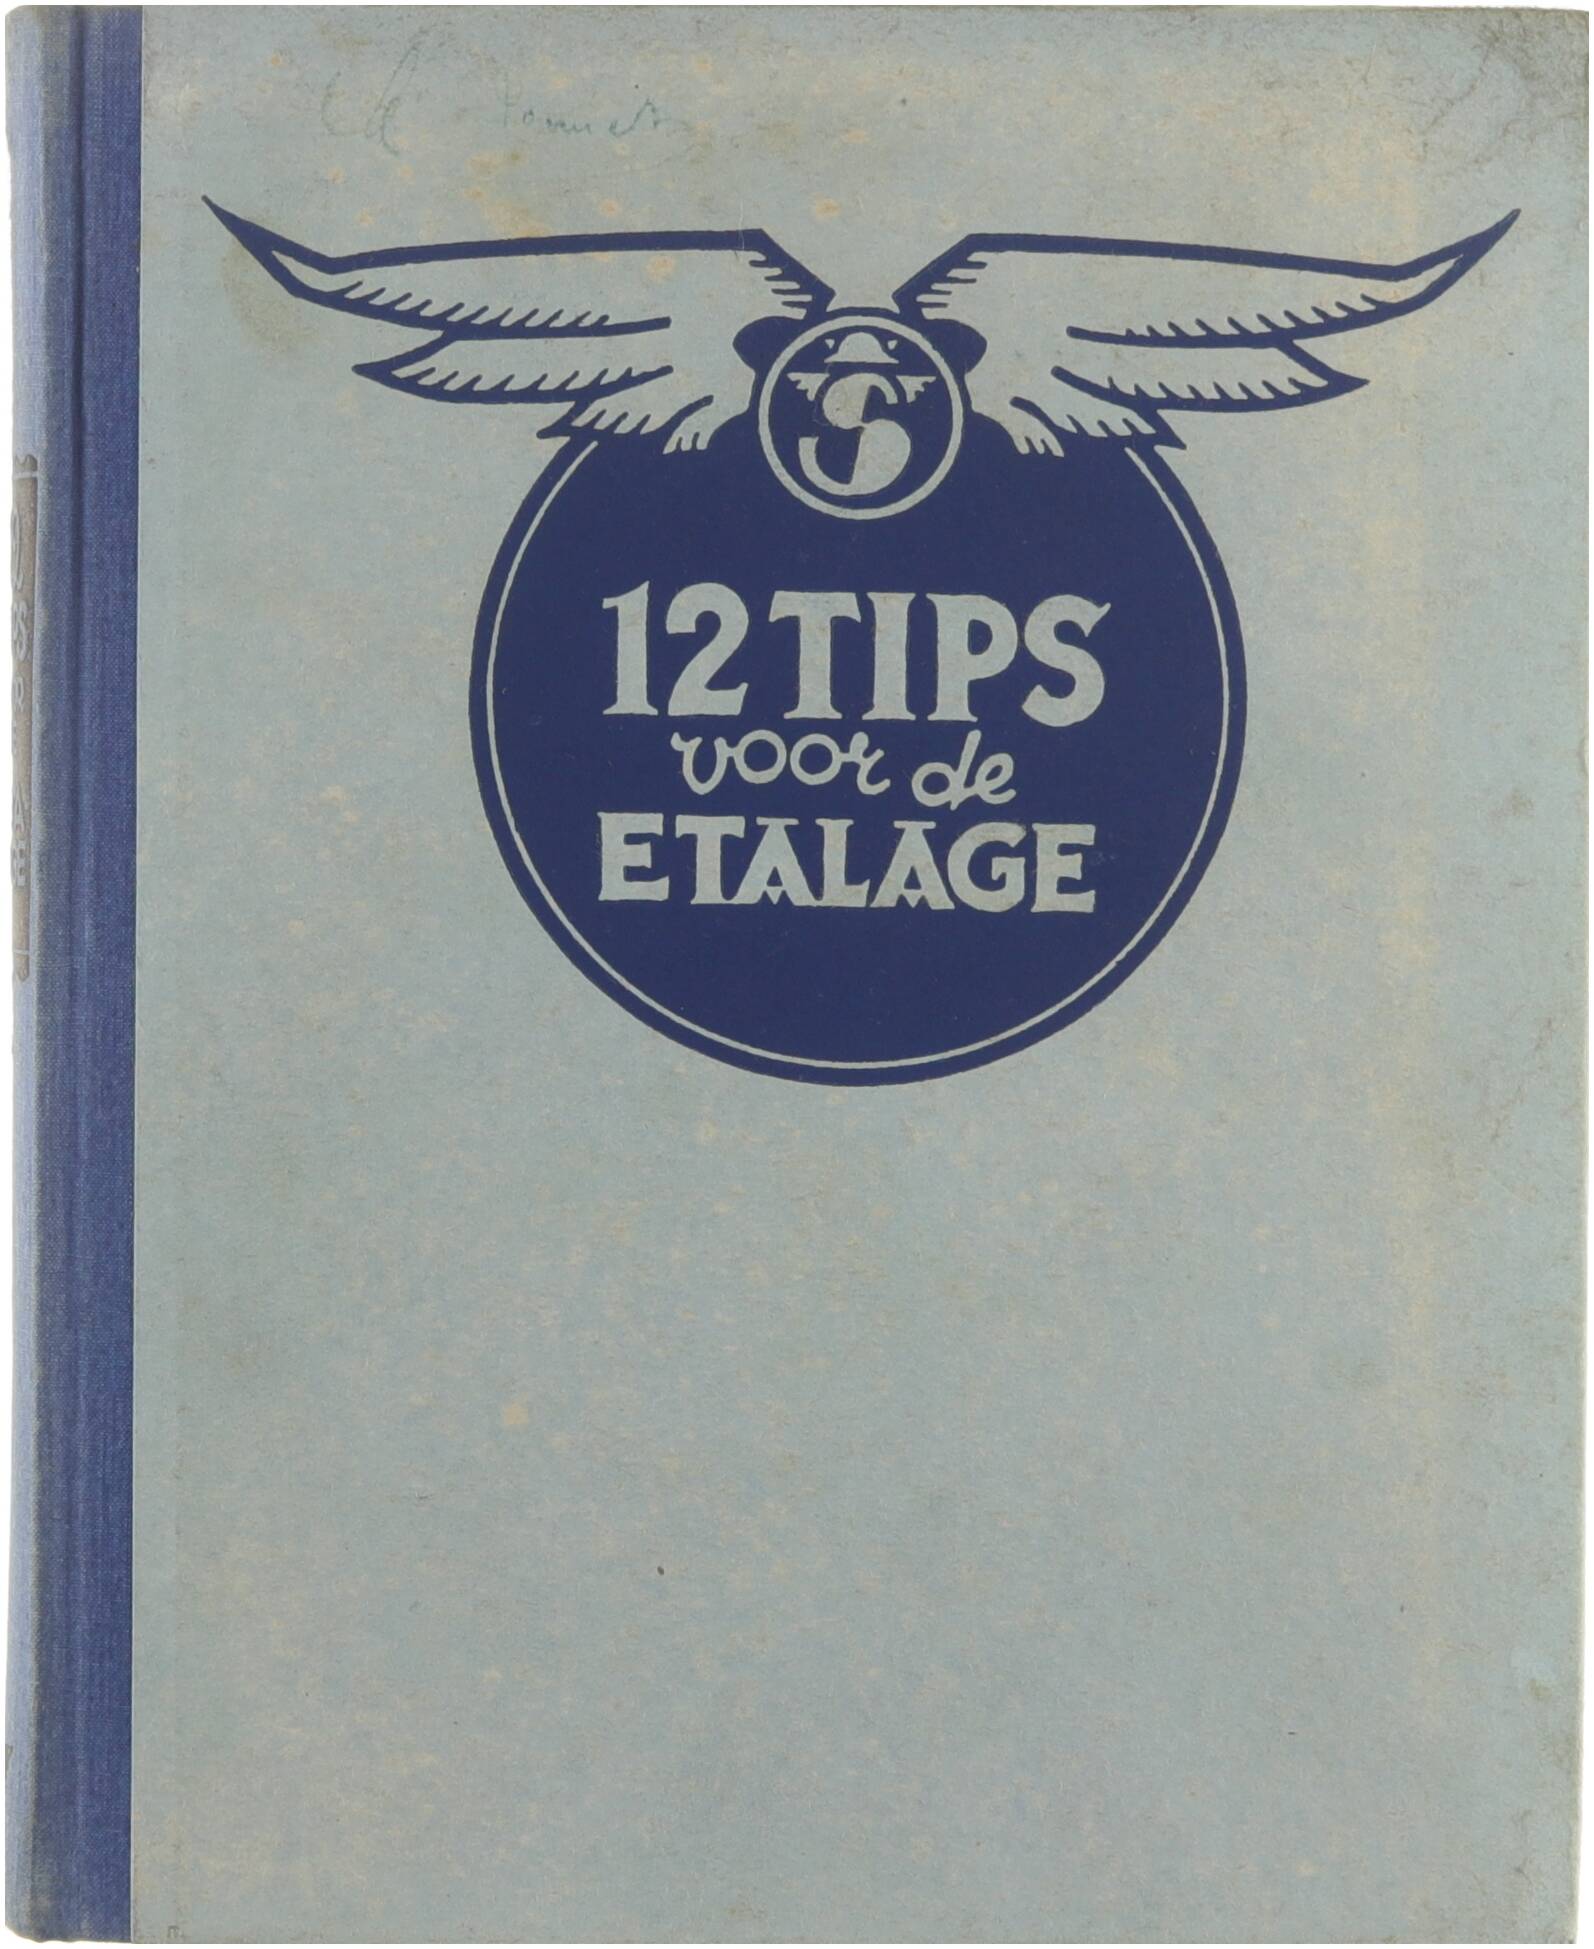 S
12 TIPS
voor de
ETALAGE